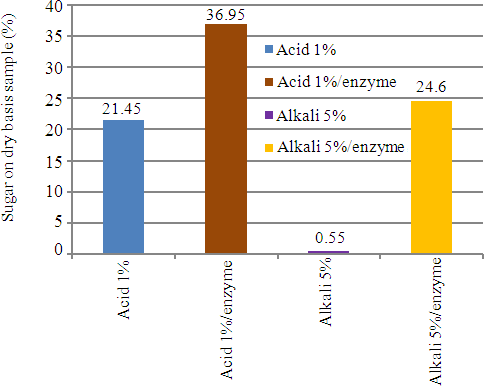 Sugar on dry basis sample (%)
40
35
30
25
20
15
10
5
0
21.45
36.95
0.55
24.6
Acid 1%
Acid 1%/enzyme
Alkali 5%
Alkali 5%/enzyme
Acid 1%
Acid 1%/enzyme
Alkali 5%
Alkali 5%/enzyme